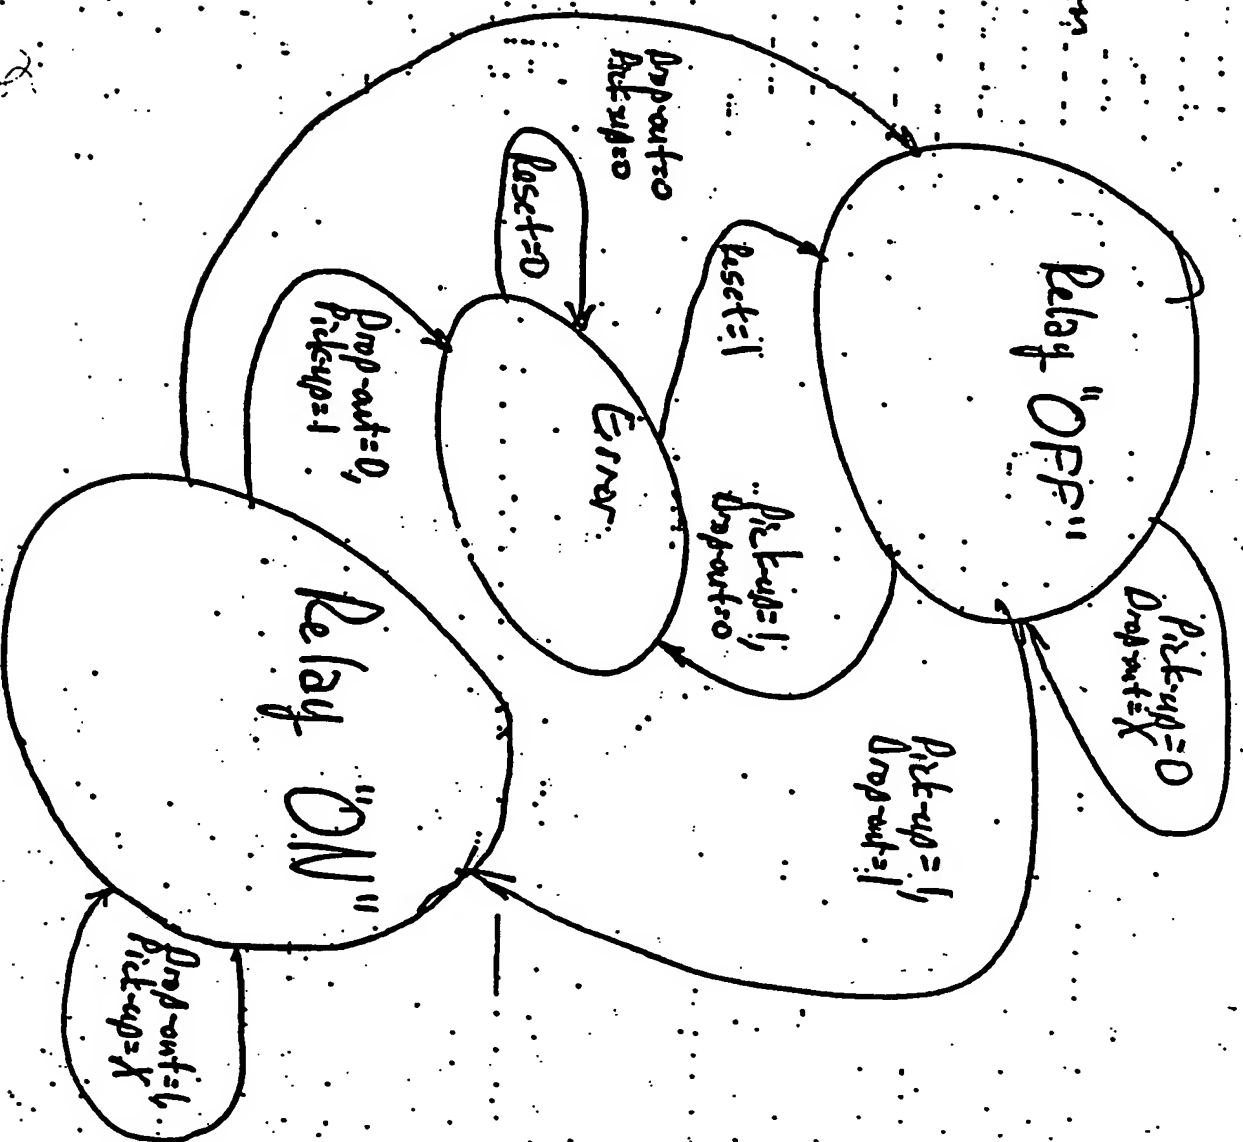 Relay "OFF"
Pick-up=0
Drop-out=X
Pick-up=1,
Drop-out=1
Reset=1
Pick-up=1,
Drop-out=0
Drop-out=0
Pick-up=0
Reset=0
Error
Drop-out=0,
Pick-up=1
Relay "ON"
Drop-out=1,
Pick-up=X